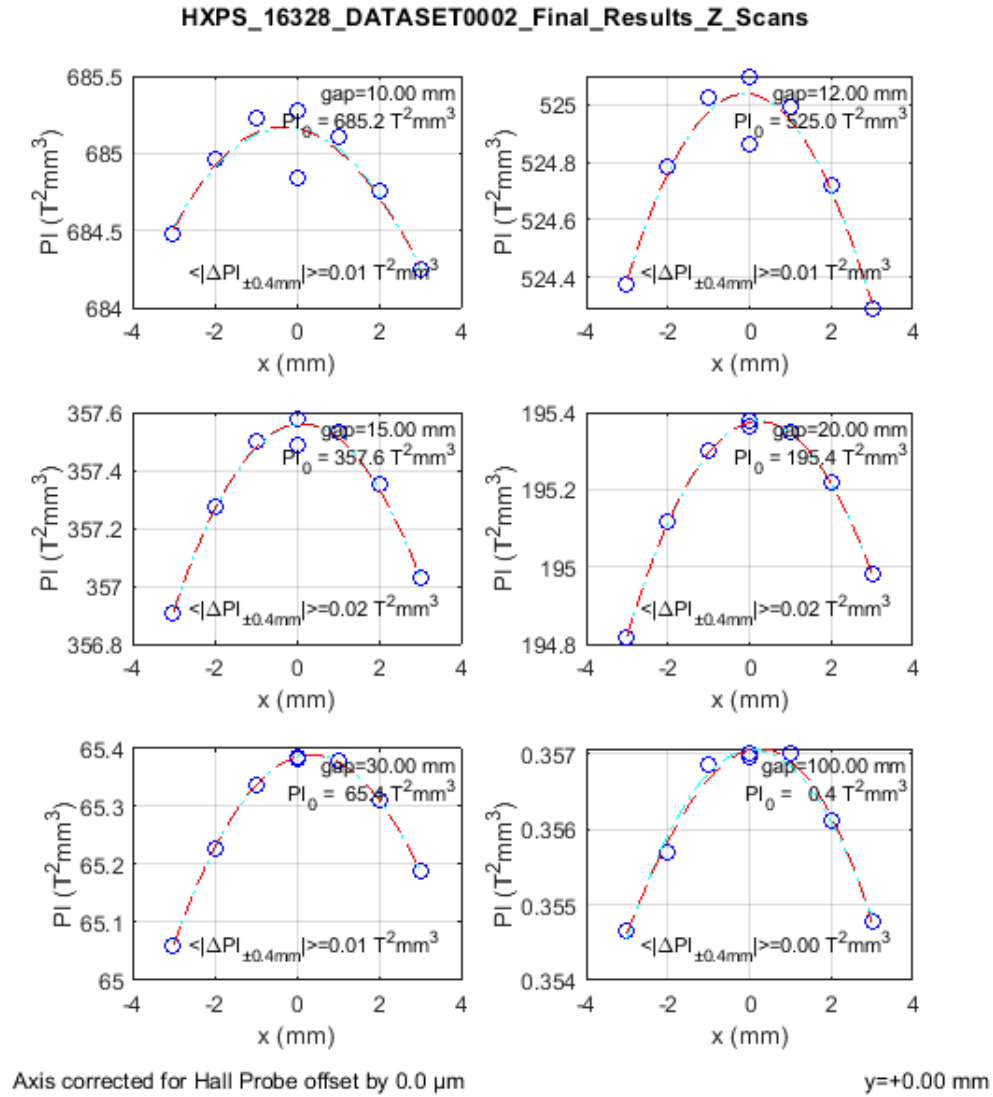 HXPS_16328_DATASET0002_Final_Results_Z_Scans
685.5
685
684.5
684
PI (T²mm³)
gap=10.00 mm
PI₀ = 685.2 T²mm³
<|ΔPI±0.4mm|>=0.01 T²mm³
-4 -2 0 2 4
x (mm)
525
524.8
524.6
524.4
PI (T²mm³)
gap=12.00 mm
PI₀ = 525.0 T²mm³
<|ΔPI±0.4mm|>=0.01 T²mm³
-4 -2 0 2 4
x (mm)
357.6
357.4
357.2
357
356.8
PI (T²mm³)
gap=15.00 mm
PI₀ = 357.6 T²mm³
<|ΔPI±0.4mm|>=0.02 T²mm³
-4 -2 0 2 4
x (mm)
195.4
195.2
195
194.8
PI (T²mm³)
gap=20.00 mm
PI₀ = 195.4 T²mm³
<|ΔPI±0.4mm|>=0.02 T²mm³
-4 -2 0 2 4
x (mm)
65.4
65.3
65.2
65.1
65
PI (T²mm³)
gap=30.00 mm
PI₀ = 65.4 T²mm³
<|ΔPI±0.4mm|>=0.01 T²mm³
-4 -2 0 2 4
x (mm)
0.357
0.356
0.355
0.354
PI (T²mm³)
gap=100.00 mm
PI₀ = 0.4 T²mm³
<|ΔPI±0.4mm|>=0.00 T²mm³
-4 -2 0 2 4
x (mm)
Axis corrected for Hall Probe offset by 0.0 μm
y=+0.00 mm